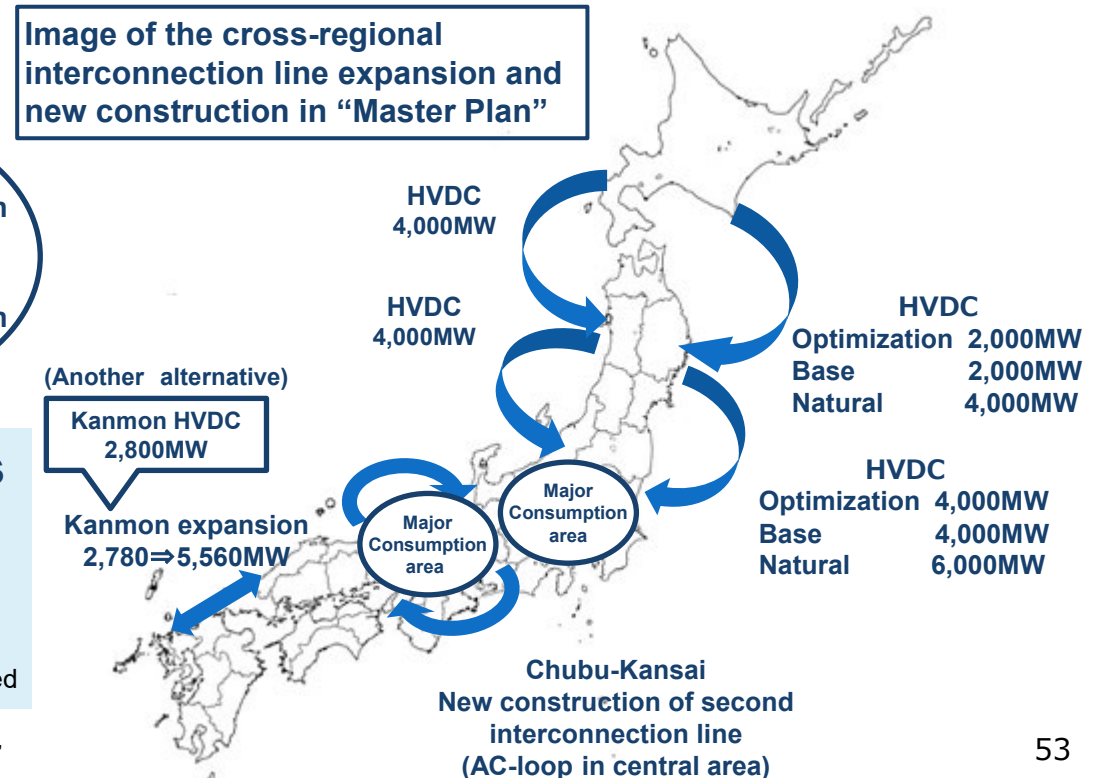 Image of the cross-regional
interconnection line expansion and
new construction in “Master Plan”
HVDC
4,000MW
HVDC
4,000MW
HVDC
Optimization 2,000MW
Base 2,000MW
Natural 4,000MW
HVDC
Optimization 4,000MW
Base 4,000MW
Natural 6,000MW
(Another alternative)
Kanmon HVDC
2,800MW
Kanmon expansion
2,780⇒5,560MW
Major
Consumption
area
Major
Consumption
area
Chubu-Kansai
New construction of second
interconnection line
(AC-loop in central area)
53